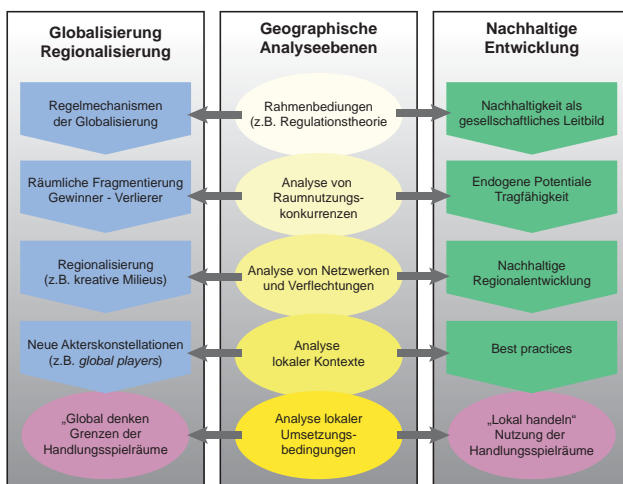 Globalisierung
Regionalisierung
Regelmechanismen
der Globalisierung
Räumliche Fragmentierung
Gewinner - Verlierer
Regionalisierung
(z.B. kreative Milieus)
Neue Akterskonstellationen
(z.B. global players)
„Global denken
Grenzen der
Handlungsspielräume
Geographische
Analyseebenen
Rahmenbediungen
(z.B. Regulationstheorie
Analyse von
Raumnutzungs-
konkurrenzen
Analyse von Netzwerken
und Verflechtungen
Analyse
lokaler Kontexte
Analyse lokaler
Umsetzungs-
bedingungen
Nachhaltige
Entwicklung
Nachhaltigkeit als
gesellschaftliches Leitbild
Endogene Potentiale
Tragfähigkeit
Nachhaltige
Regionalentwicklung
Best practices
„Lokal handeln“
Nutzung der
Handlungsspielräume